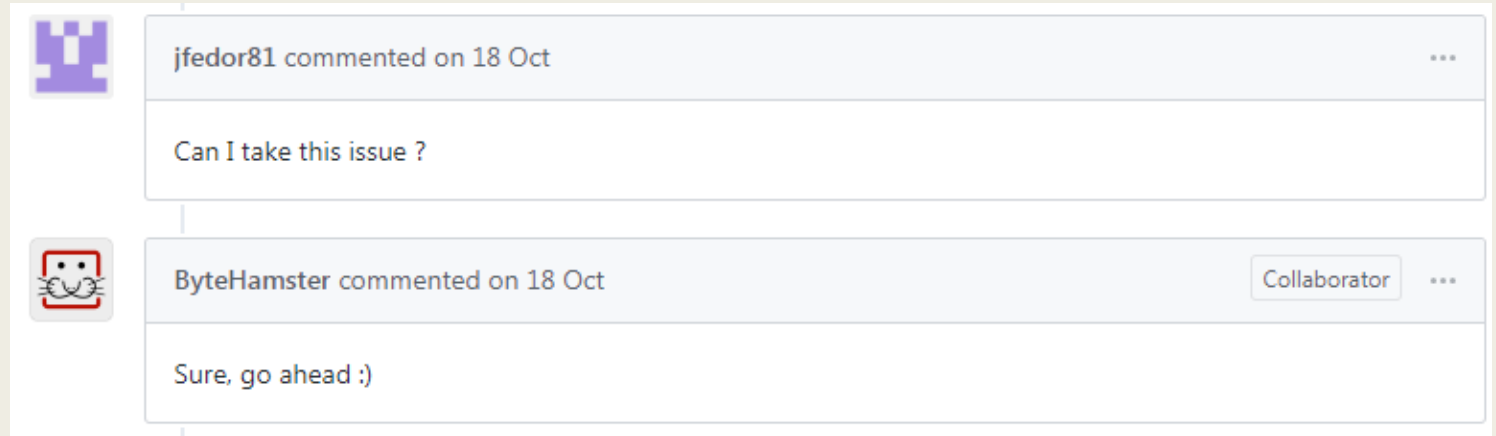 jfedor81 commented on 18 Oct
Can I take this issue ?
ByteHamster commented on 18 Oct Collaborator
Sure, go ahead :)